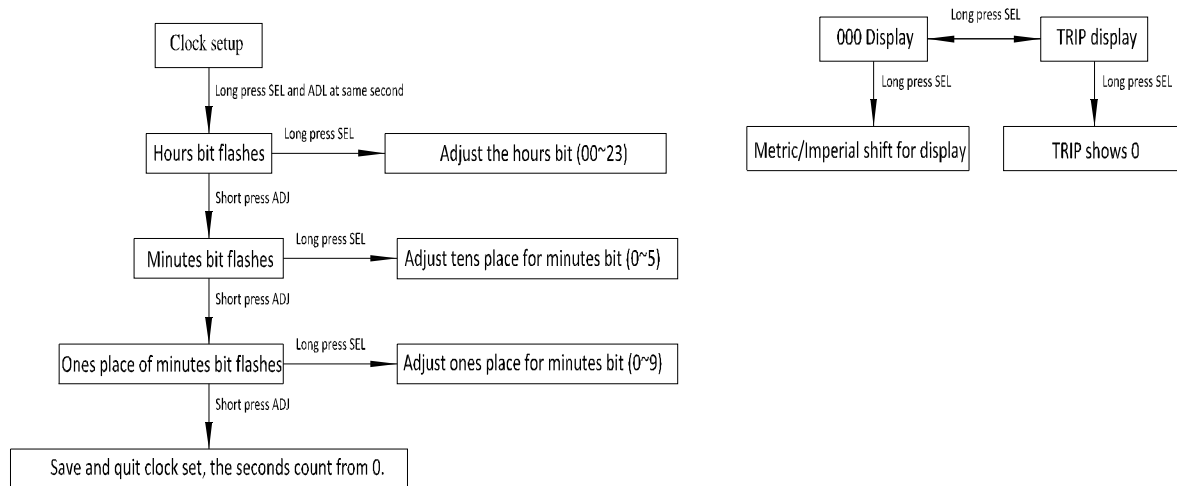 Clock setup
Long press SEL and ADL at same second
Hours bit flashes
Long press SEL
Adjust the hours bit (00~23)
Short press ADJ
Minutes bit flashes
Long press SEL
Adjust tens place for minutes bit (0~5)
Short press ADJ
Ones place of minutes bit flashes
Long press SEL
Adjust ones place for minutes bit (0~9)
Short press ADJ
Save and quit clock set, the seconds count from 0.
000 Display
Long press SEL
TRIP display
Long press SEL
Long press SEL
Metric/Imperial shift for display
TRIP shows 0